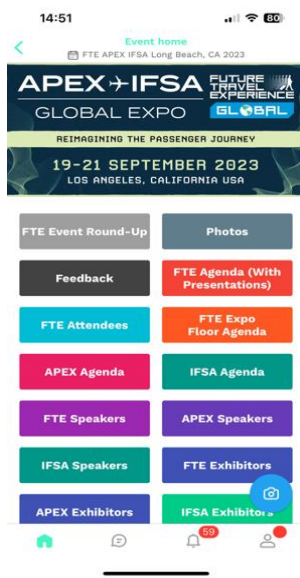 14:51
80
Event home
FTE APEX IFSA Long Beach, CA 2023
APEX IFSA
GLOBAL EXPO
FUTURE
TRAVEL
EXPERIENCE
GLOBAL
REIMAGINING THE PASSENGER JOURNEY
19-21 SEPTEMBER 2023
LOS ANGELES, CALIFORNIA USA
FTE Event Round-Up
Photos
Feedback
FTE Agenda (With
Presentations)
FTE Attendees
FTE Expo
Floor Agenda
APEX Agenda
IFSA Agenda
FTE Speakers
APEX Speakers
IFSA Speakers
FTE Exhibitors
APEX Exhibitors
IFSA Exhibitors
59